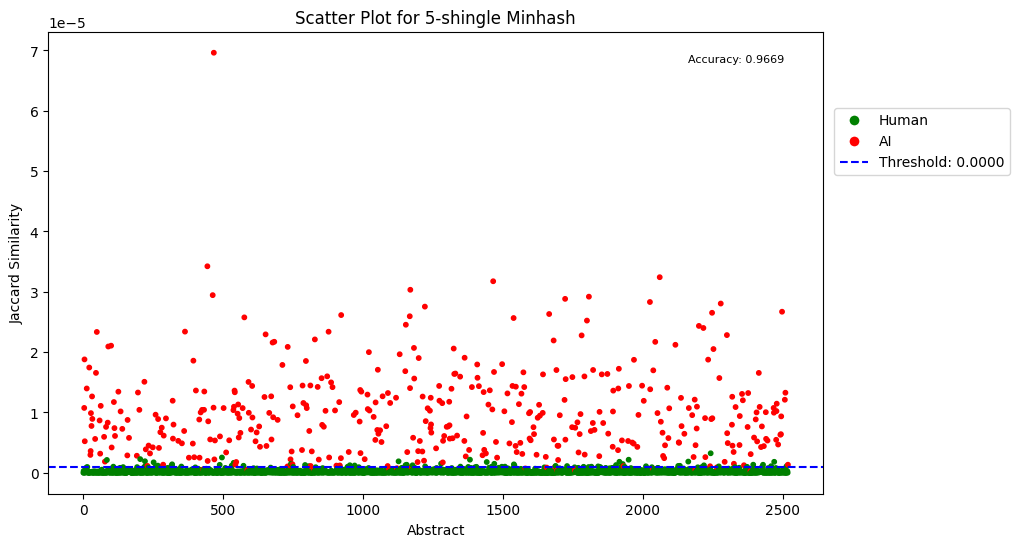 Scatter Plot for 5-shingle Minhash
1e−5
Accuracy: 0.9669
Human
AI
Threshold: 0.0000
7
6
5
4
3
2
1
0
Jaccard Similarity
0
500
1000
1500
2000
2500
Abstract